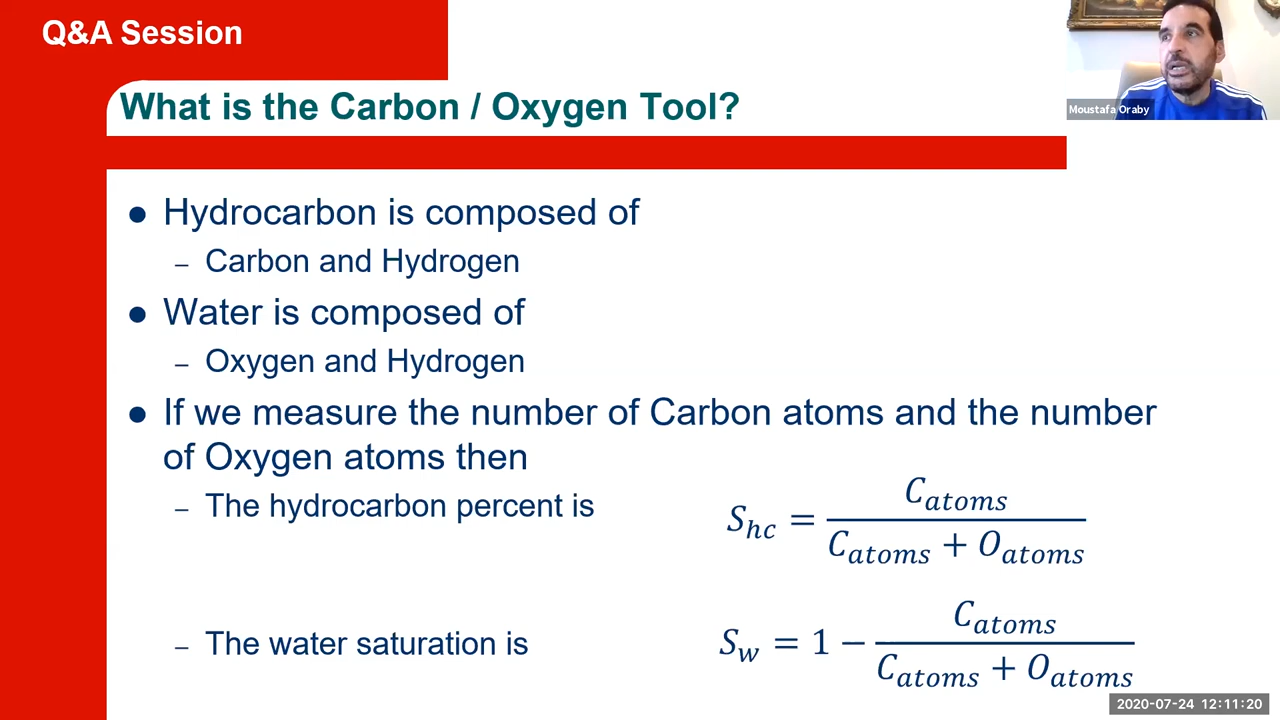 Q&A Session
What is the Carbon / Oxygen Tool?
Moustafa Oraby
● Hydrocarbon is composed of
– Carbon and Hydrogen
● Water is composed of
– Oxygen and Hydrogen
● If we measure the number of Carbon atoms and the number
of Oxygen atoms then
– The hydrocarbon percent is
S_hc = C_atoms / (C_atoms + O_atoms)
– The water saturation is
S_w = 1 − C_atoms / (C_atoms + O_atoms)
2020-07-24 12:11:20